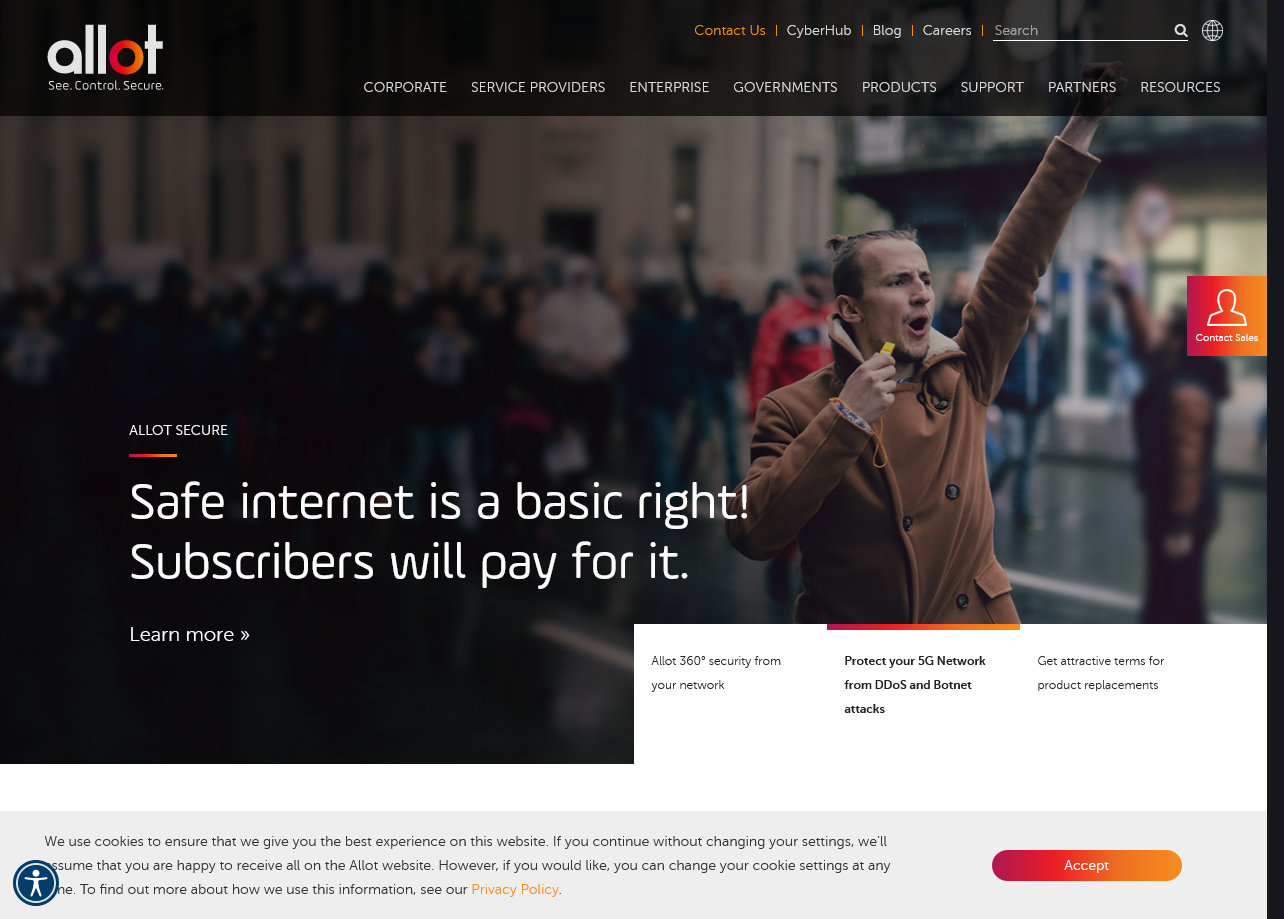 allot
See. Control. Secure.
Contact Us
CyberHub
Blog
Careers
Search
CORPORATE
SERVICE PROVIDERS
ENTERPRISE
GOVERNMENTS
PRODUCTS
SUPPORT
PARTNERS
RESOURCES
Contact Sales
ALLOT SECURE
Safe internet is a basic right!
Subscribers will pay for it.
Learn more »
Allot 360° security from
your network
Protect your 5G Network
from DDoS and Botnet
attacks
Get attractive terms for
product replacements
We use cookies to ensure that we give you the best experience on this website. If you continue without changing your settings, we'll
assume that you are happy to receive all on the Allot website. However, if you would like, you can change your cookie settings at any
time. To find out more about how we use this information, see our Privacy Policy.
Accept